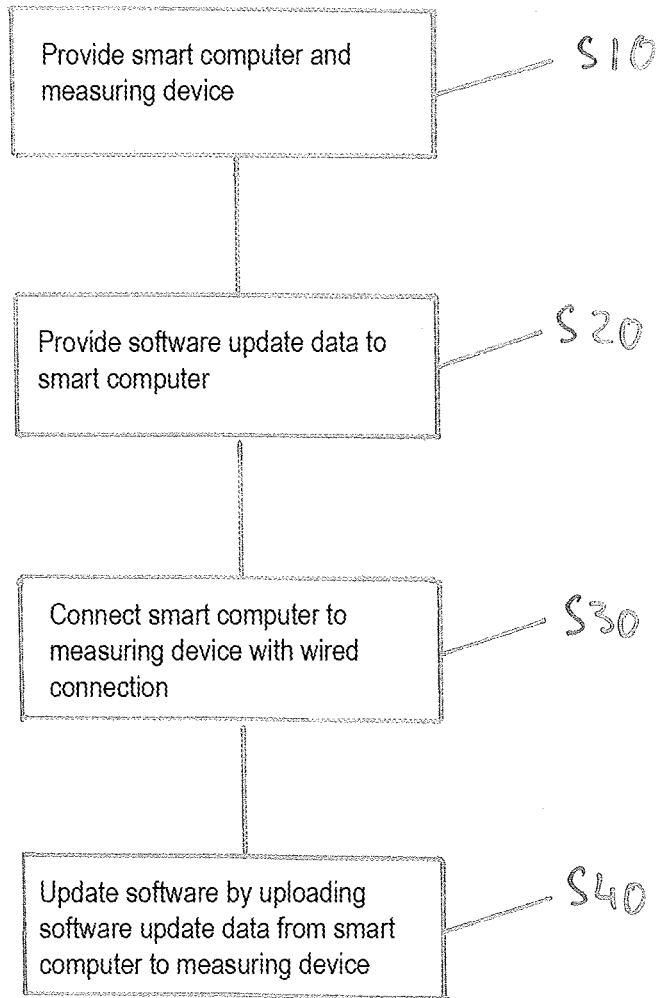 Provide smart computer and
measuring device
S10
Provide software update data to
smart computer
S20
Connect smart computer to
measuring device with wired
connection
S30
Update software by uploading
software update data from smart
computer to measuring device
S40